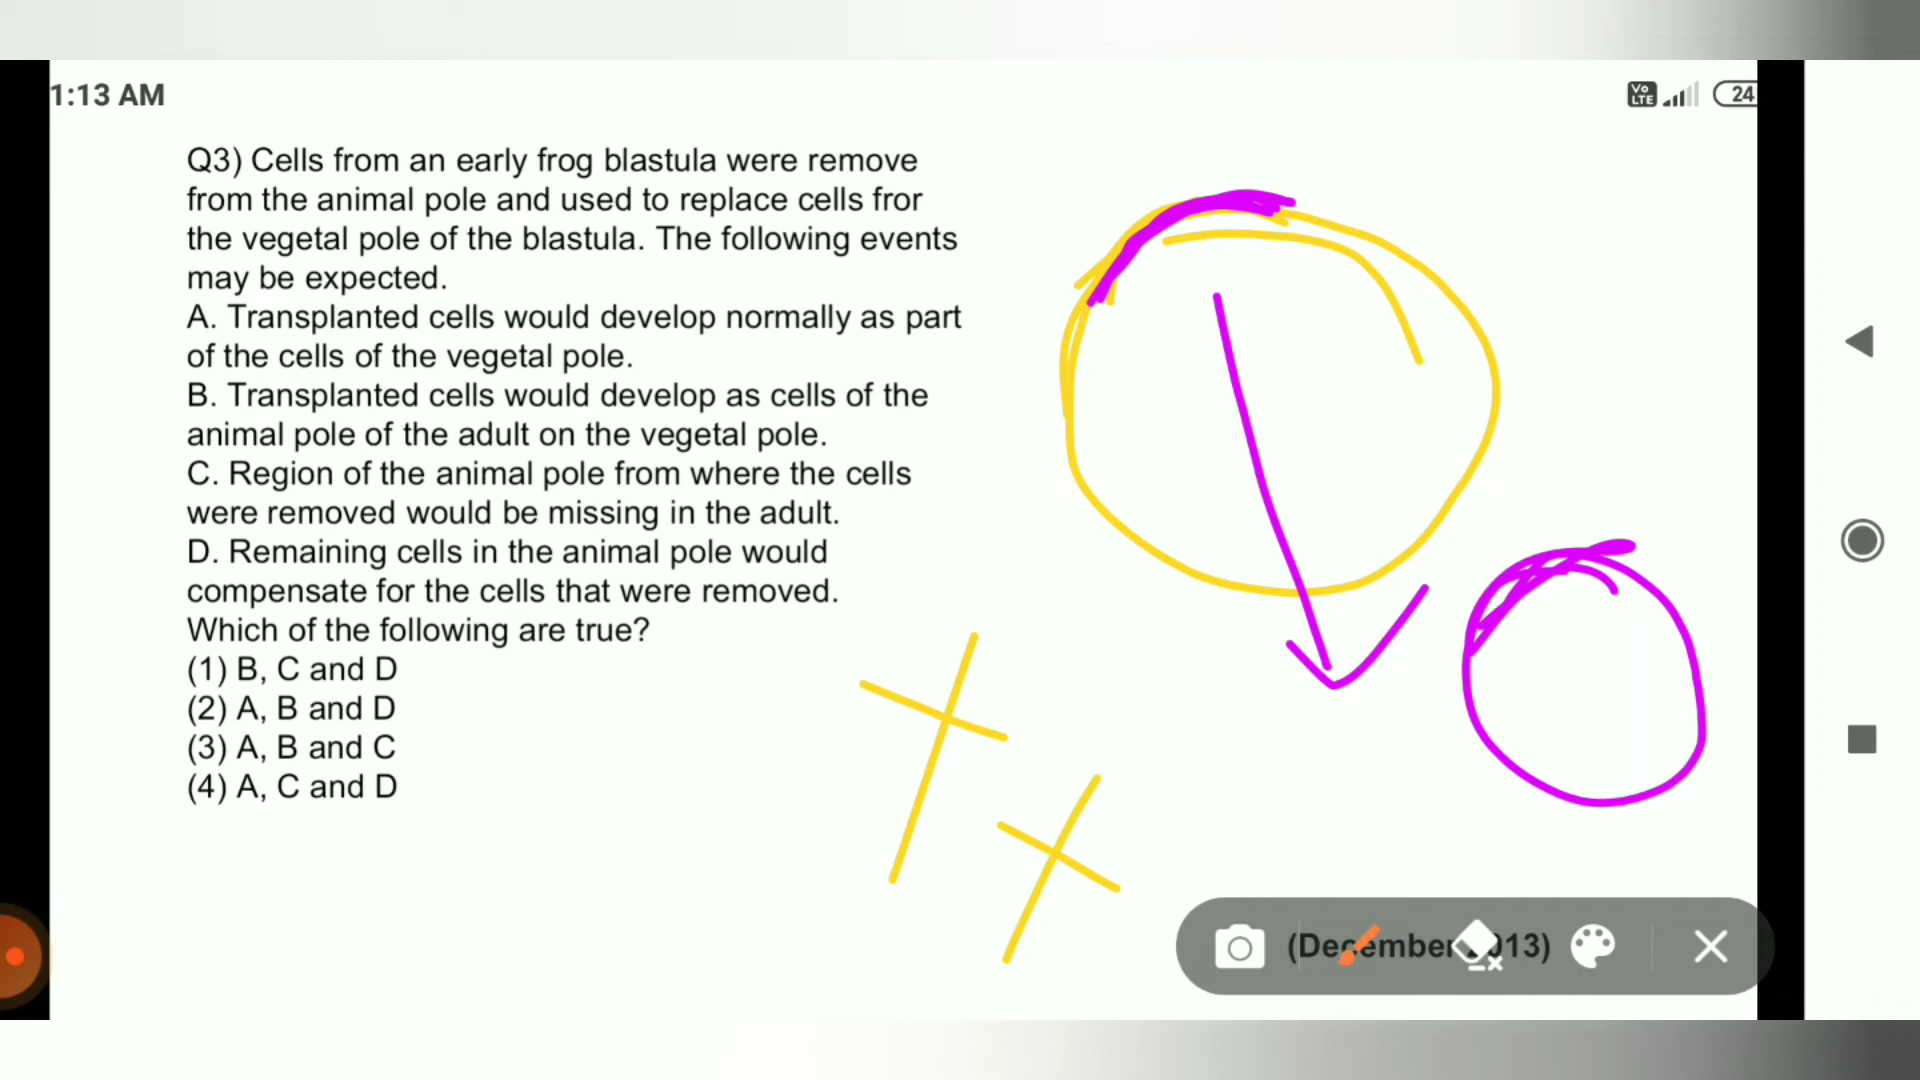 1:13 AM
Vo LTE
24
Q3) Cells from an early frog blastula were remove
from the animal pole and used to replace cells fror
the vegetal pole of the blastula. The following events
may be expected.
A. Transplanted cells would develop normally as part
of the cells of the vegetal pole.
B. Transplanted cells would develop as cells of the
animal pole of the adult on the vegetal pole.
C. Region of the animal pole from where the cells
were removed would be missing in the adult.
D. Remaining cells in the animal pole would
compensate for the cells that were removed.
Which of the following are true?
(1) B, C and D
(2) A, B and D
(3) A, B and C
(4) A, C and D
(December 2013)